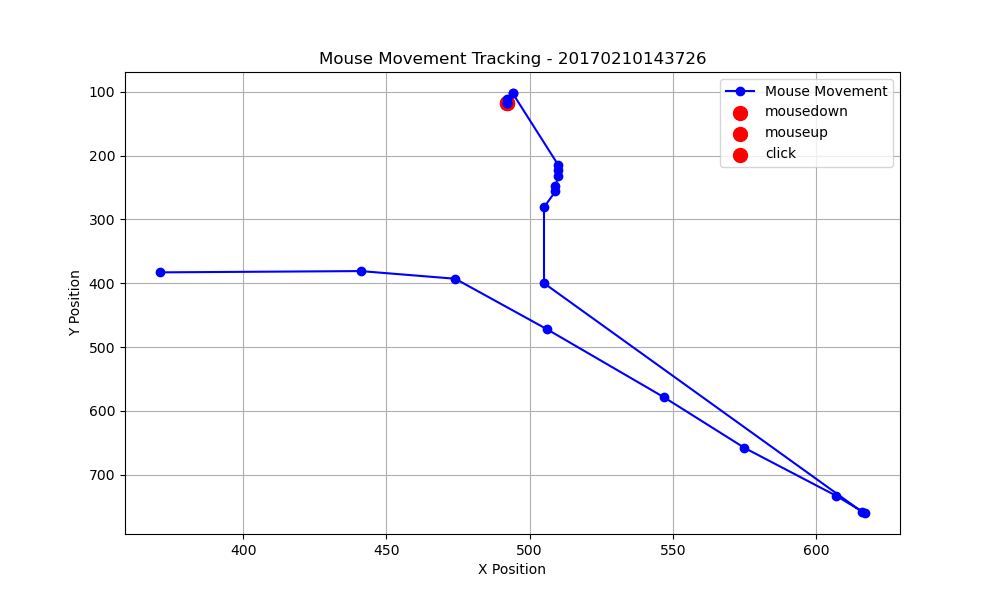 Mouse Movement Tracking - 20170210143726
Mouse Movement
mousedown
mouseup
click
100
200
300
400
500
600
700
Y Position
400
450
500
550
600
X Position